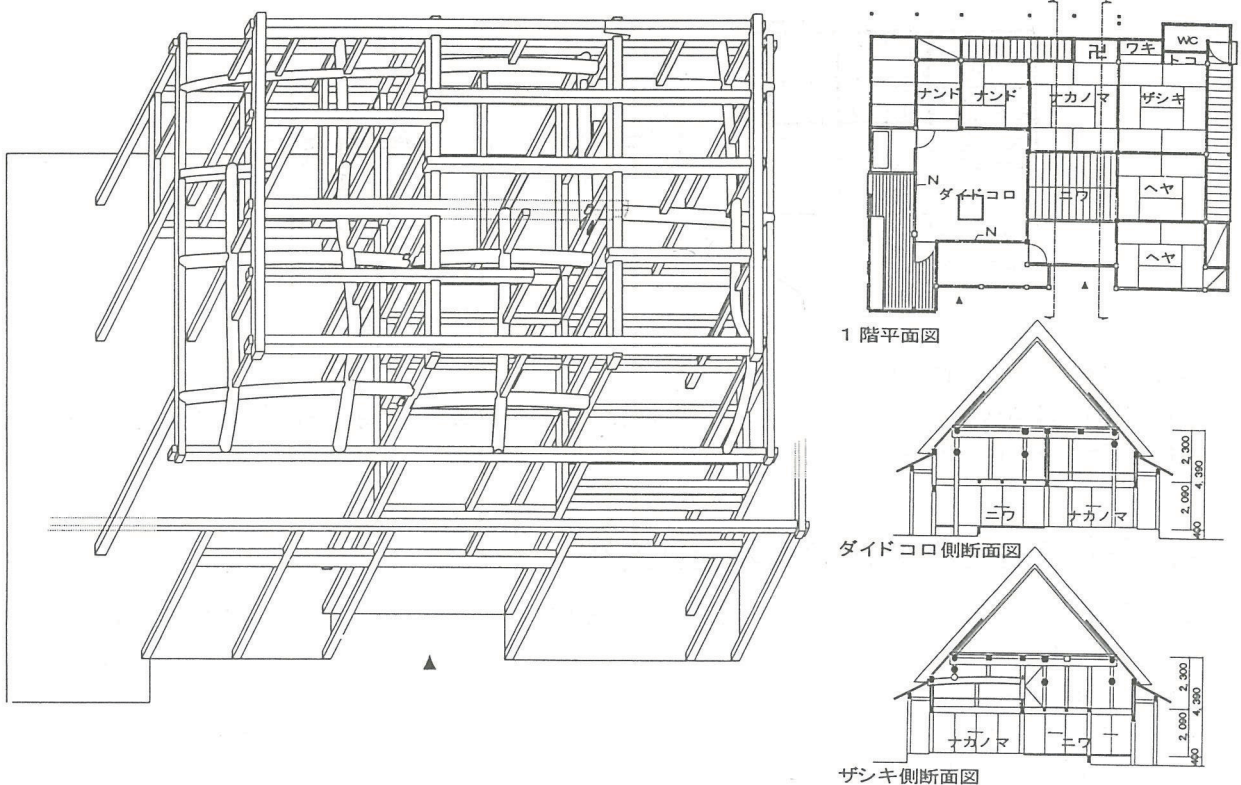 WC
卍
ワキ
トコ
ナンド
ナンド
ナカノマ
ザシキ
N
ダイドコロ
ニワ
ヘヤ
N
ヘヤ
1階平面図
2,300
4,390
2,090
400
ニワ
ナカノマ
ダイドコロ側断面図
2,300
4,390
2,090
400
ナカノマ
ニワ
ザシキ側断面図